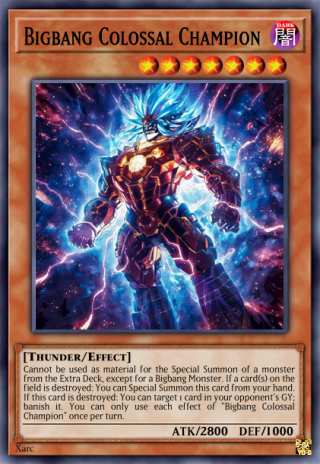 BIGBANG COLOSSAL CHAMPION
DARK
闇
[THUNDER/EFFECT]
Cannot be used as material for the Special Summon of a monster
from the Extra Deck, except for a Bigbang Monster. If a card(s) on the
field is destroyed: You can Special Summon this card from your hand.
If this card is destroyed: You can target 1 card in your opponent's GY;
banish it. You can only use each effect of "Bigbang Colossal
Champion" once per turn.
ATK/2800 DEF/1000
Xarc